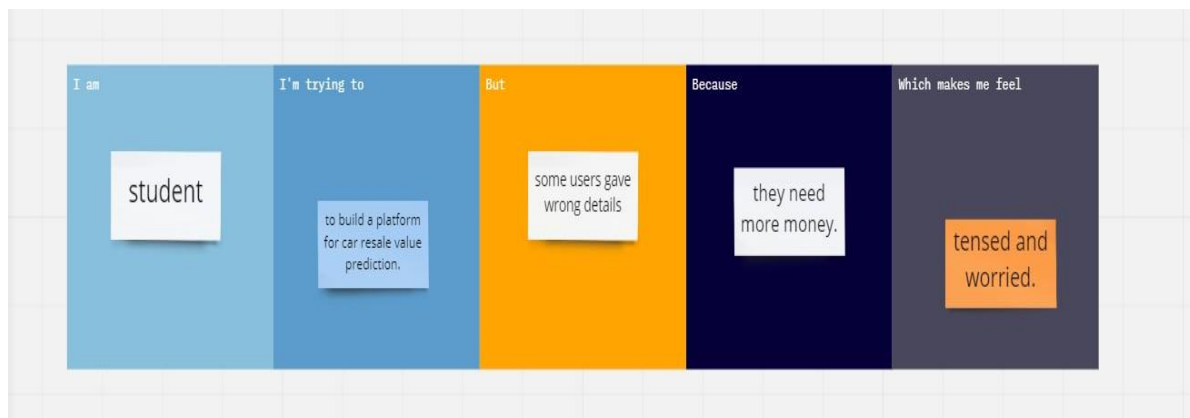 I am
student
I'm trying to
to build a platform
for car resale value
prediction.
But
some users gave
wrong details
Because
they need
more money.
Which makes me feel
tensed and
worried.